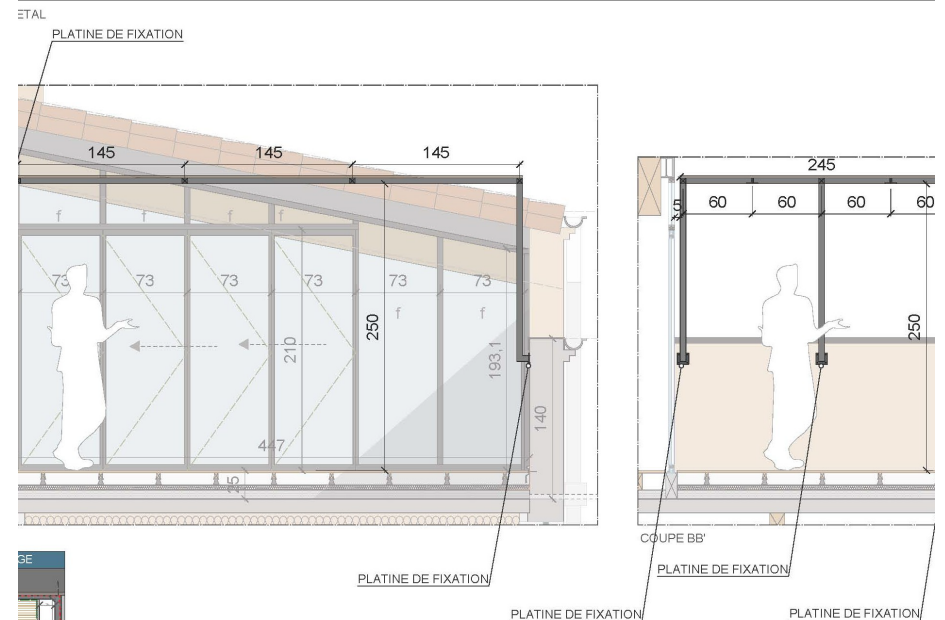 ETAL
PLATINE DE FIXATION
145 145 145
245
5 60 60 60 60
f f f f
73 73 73 73 73 73
f f
250
210
193,1
250
140
447
25
COUPE BB'
GE
PLATINE DE FIXATION
PLATINE DE FIXATION
PLATINE DE FIXATION
PLATINE DE FIXATION